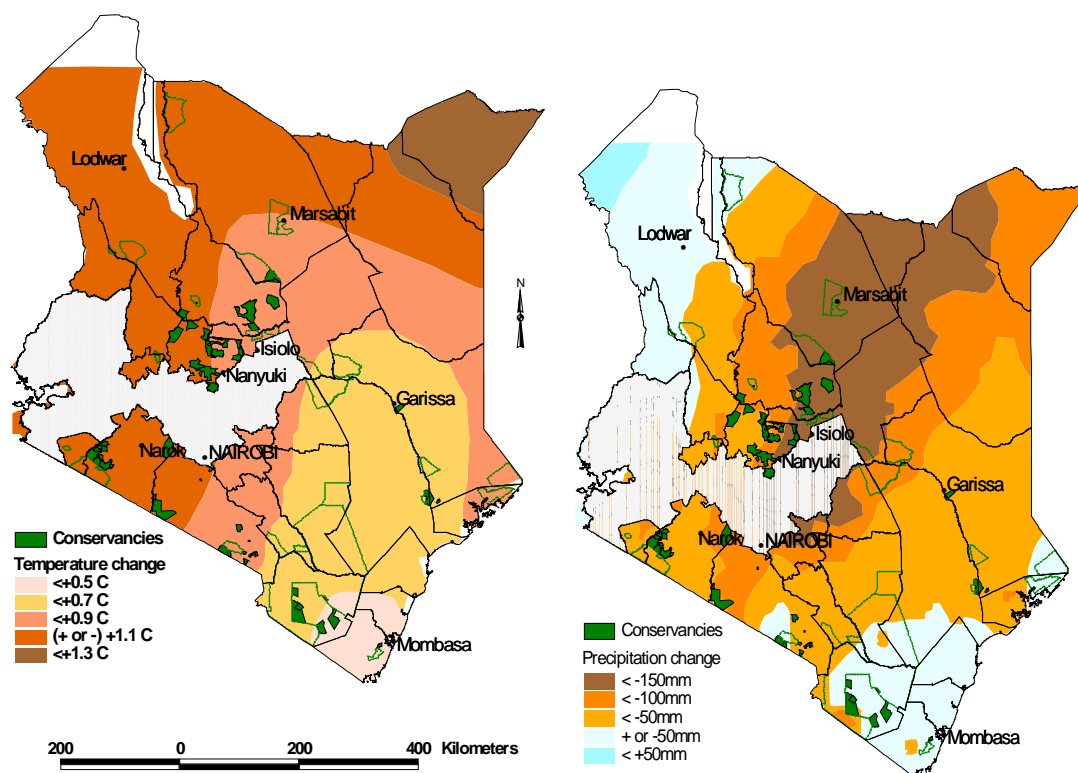 Lodwar
Marsabit
Isiolo
Nanyuki
Garissa
Narok
NAIROBI
Mombasa
Conservancies
Temperature change
<+0.5 C
<+0.7 C
<+0.9 C
(+ or -) +1.1 C
<+1.3 C
200 0 200 400 Kilometers
N
Lodwar
Marsabit
Isiolo
Nanyuki
Garissa
Narok
NAIROBI
Mombasa
Conservancies
Precipitation change
< -150mm
< -100mm
< -50mm
+ or -50mm
< +50mm